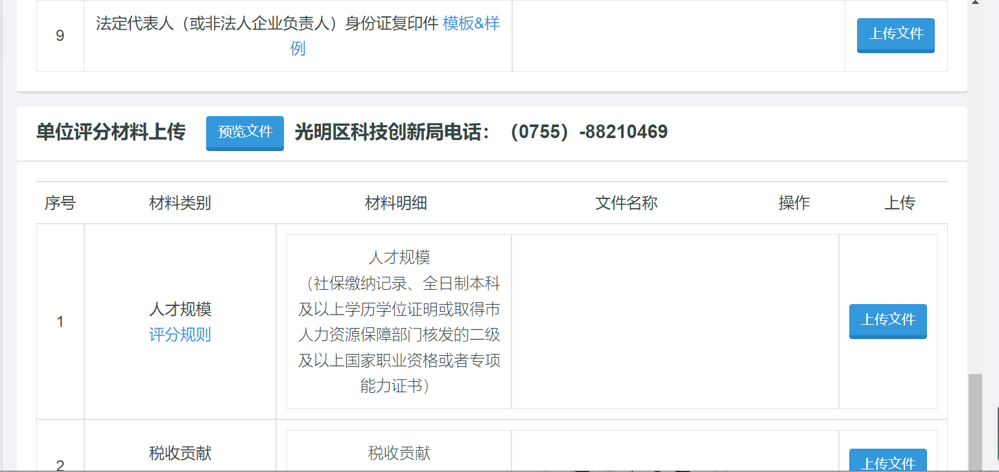 9
法定代表人（或非法人企业负责人）身份证复印件 模板&样
例
上传文件
单位评分材料上传
预览文件
光明区科技创新局电话：（0755）-88210469
序号 材料类别 材料明细 文件名称 操作 上传
1
人才规模
评分规则
人才规模
（社保缴纳记录、全日制本科
及以上学历学位证明或取得市
人力资源保障部门核发的二级
及以上国家职业资格或者专项
能力证书）
上传文件
2
税收贡献
税收贡献
上传文件